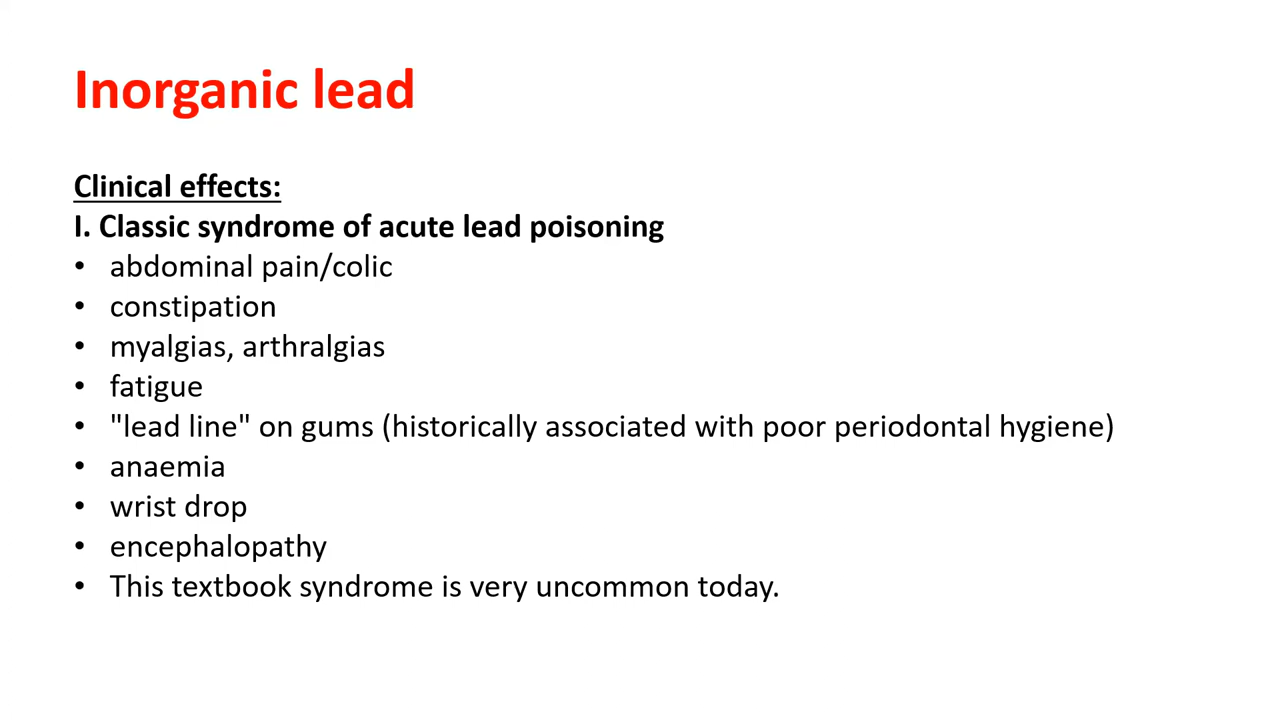 Inorganic lead
Clinical effects:
I. Classic syndrome of acute lead poisoning
• abdominal pain/colic
• constipation
• myalgias, arthralgias
• fatigue
• "lead line" on gums (historically associated with poor periodontal hygiene)
• anaemia
• wrist drop
• encephalopathy
• This textbook syndrome is very uncommon today.